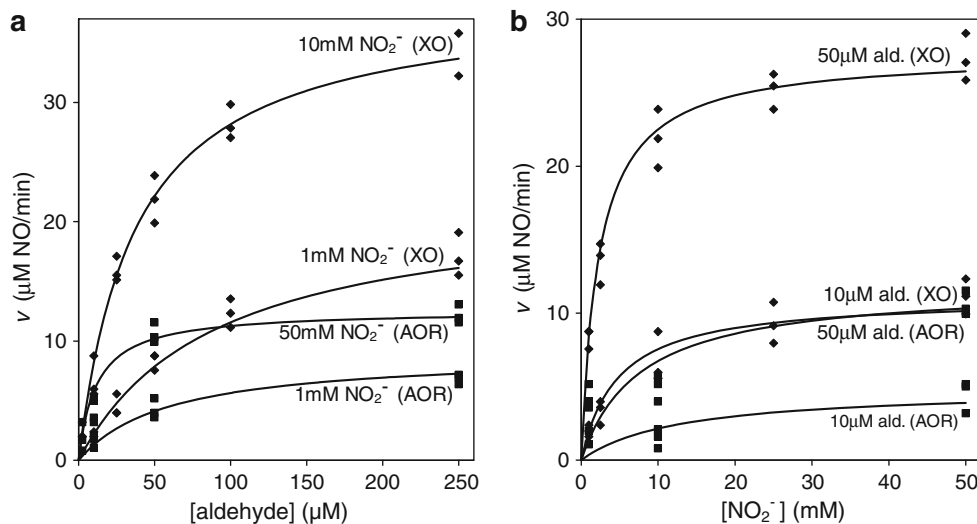 a
10mM NO₂⁻ (XO)
1mM NO₂⁻ (XO)
50mM NO₂⁻ (AOR)
1mM NO₂⁻ (AOR)
v (µM NO/min)
30
20
10
0
0 50 100 150 200 250
[aldehyde] (µM)
b
50µM ald. (XO)
10µM ald. (XO)
50µM ald. (AOR)
10µM ald. (AOR)
v (µM NO/min)
30
20
10
0
0 10 20 30 40 50
[NO₂⁻] (mM)